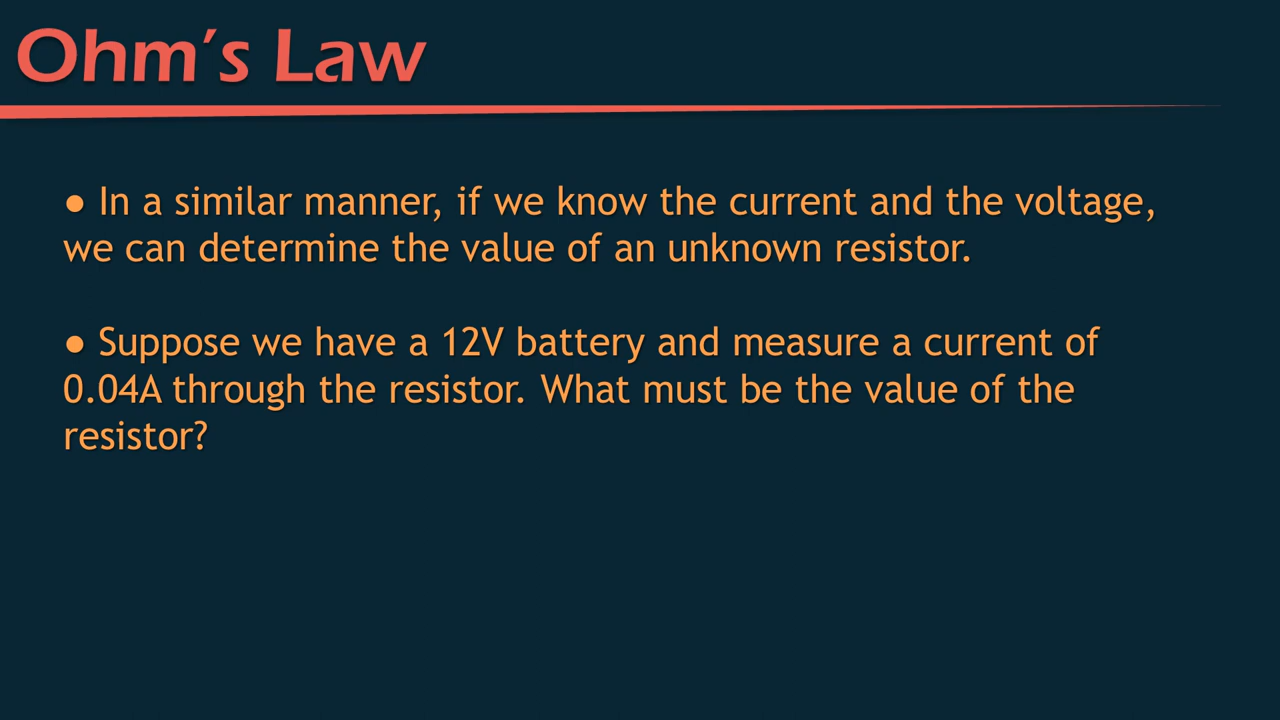 Ohm’s Law
● In a similar manner, if we know the current and the voltage,
we can determine the value of an unknown resistor.
● Suppose we have a 12V battery and measure a current of
0.04A through the resistor. What must be the value of the
resistor?